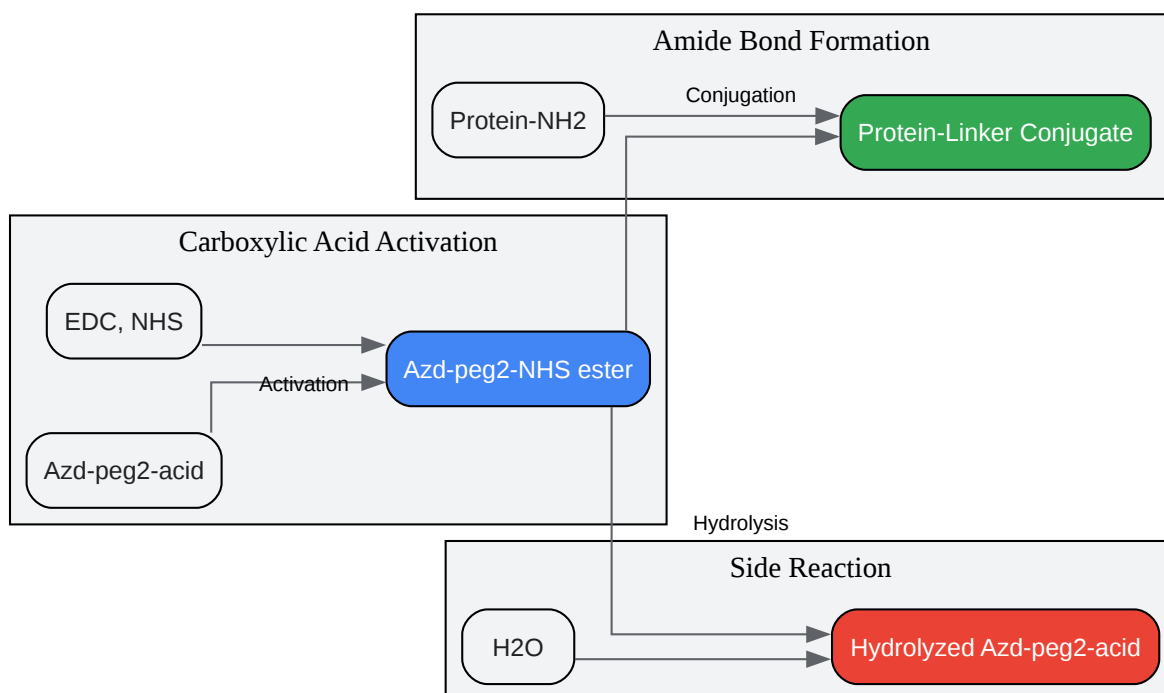 Amide Bond Formation
Protein-NH2
Conjugation
Protein-Linker Conjugate
Carboxylic Acid Activation
EDC, NHS
Azd-peg2-NHS ester
Activation
Azd-peg2-acid
Hydrolysis
Side Reaction
H2O
Hydrolyzed Azd-peg2-acid